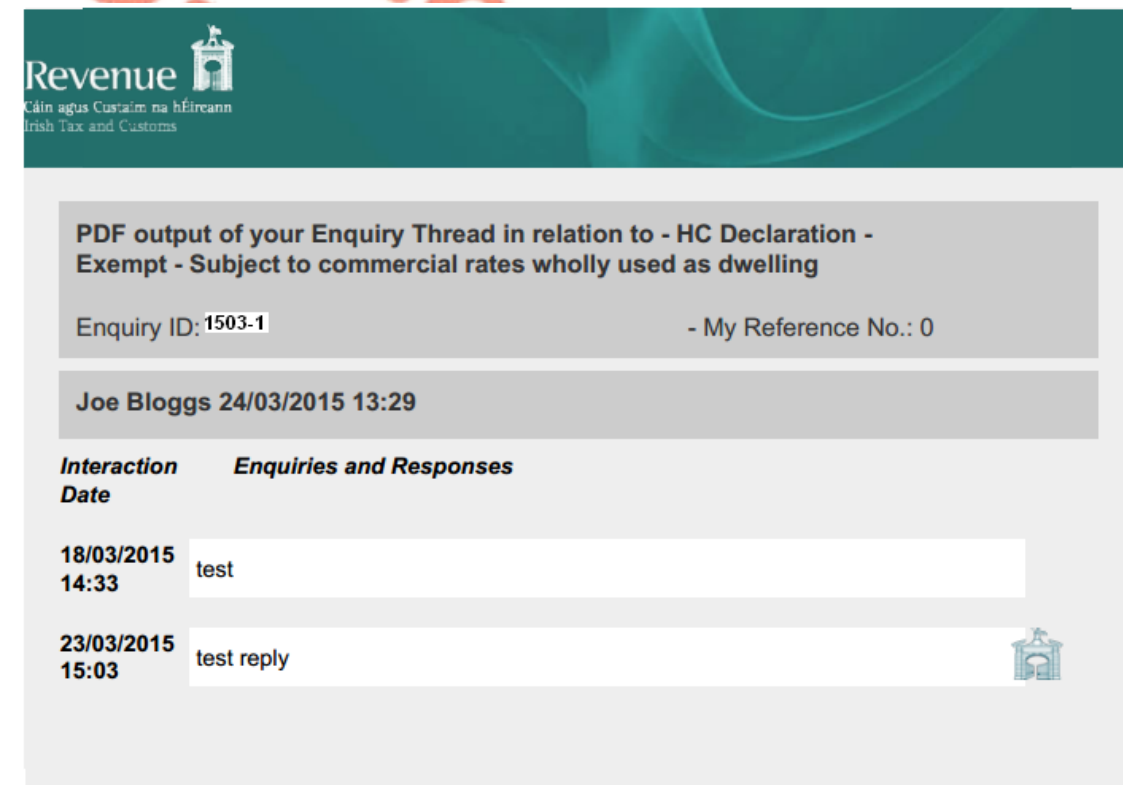 Revenue
Cáin agus Custaim na hÉireann
Irish Tax and Customs
PDF output of your Enquiry Thread in relation to - HC Declaration -
Exempt - Subject to commercial rates wholly used as dwelling
Enquiry ID: 1503-1 - My Reference No.: 0
Joe Bloggs 24/03/2015 13:29
Interaction Date Enquiries and Responses
18/03/2015 14:33 test
23/03/2015 15:03 test reply